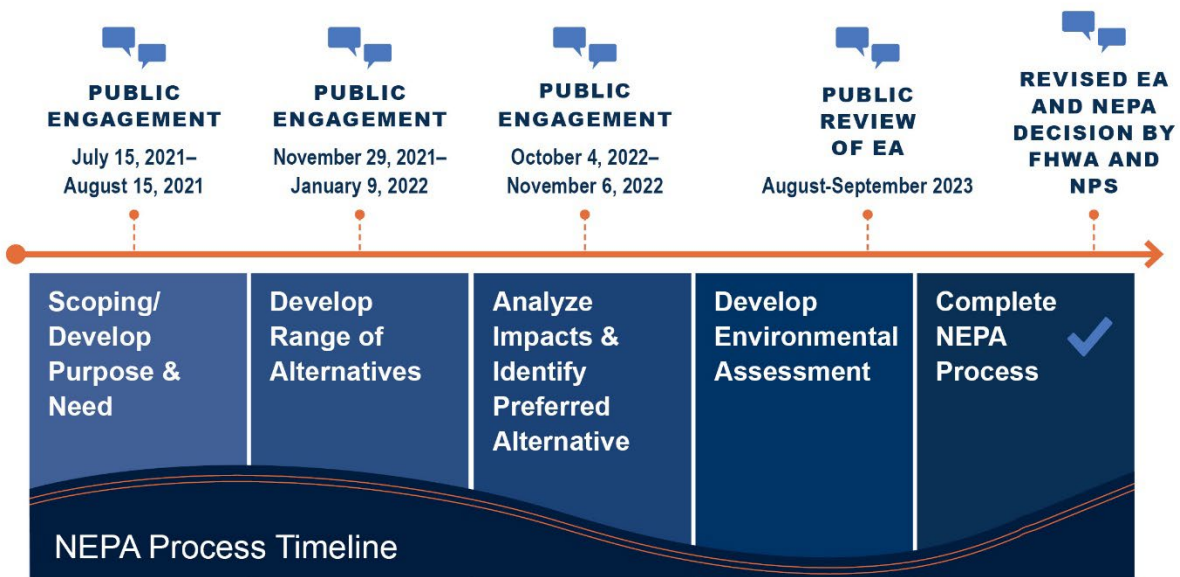 PUBLIC
ENGAGEMENT
July 15, 2021–
August 15, 2021
PUBLIC
ENGAGEMENT
November 29, 2021–
January 9, 2022
PUBLIC
ENGAGEMENT
October 4, 2022–
November 6, 2022
PUBLIC
REVIEW
OF EA
August-September 2023
REVISED EA
AND NEPA
DECISION BY
FHWA AND
NPS
Scoping/
Develop
Purpose &
Need
Develop
Range of
Alternatives
Analyze
Impacts &
Identify
Preferred
Alternative
Develop
Environmental
Assessment
Complete
NEPA
Process
NEPA Process Timeline